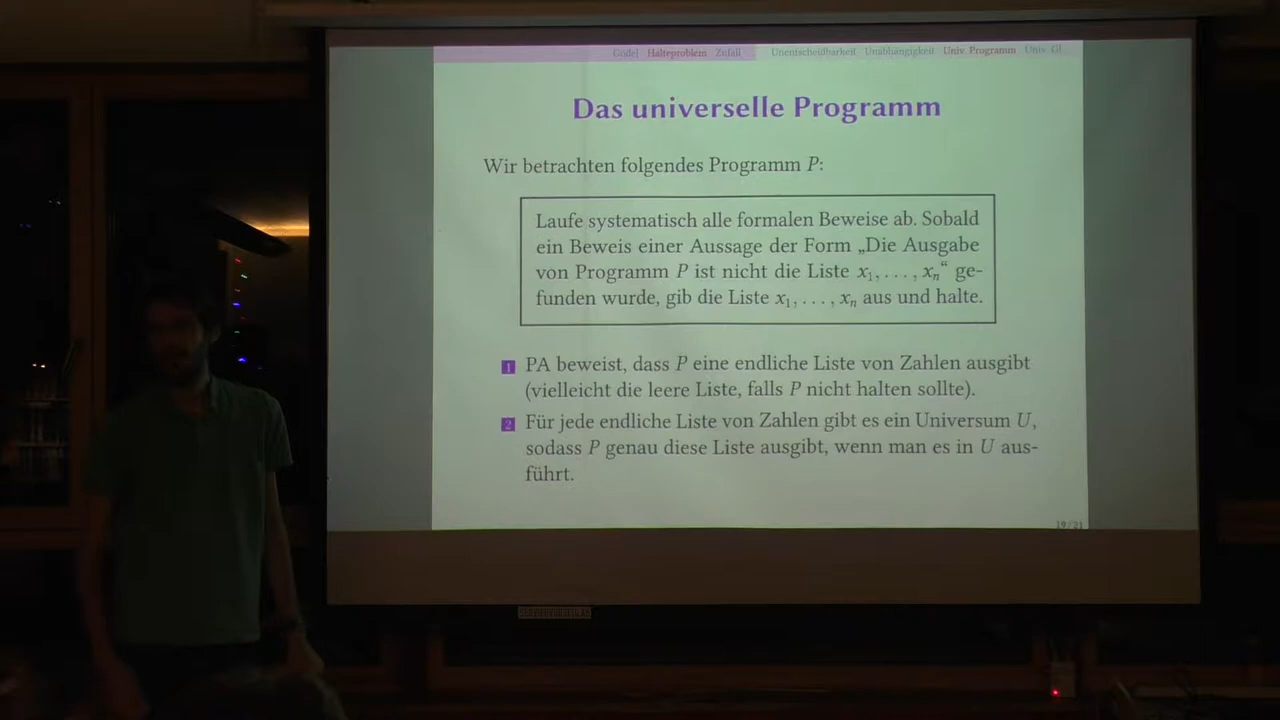 Gödel Halteproblem Zufall Unentscheidbarkeit Unabhängigkeit Univ. Programm Univ. Gl
Das universelle Programm
Wir betrachten folgendes Programm P:
Laufe systematisch alle formalen Beweise ab. Sobald
ein Beweis einer Aussage der Form „Die Ausgabe
von Programm P ist nicht die Liste x₁, . . . , xₙ“ ge-
funden wurde, gib die Liste x₁, . . . , xₙ aus und halte.
1 PA beweist, dass P eine endliche Liste von Zahlen ausgibt
(vielleicht die leere Liste, falls P nicht halten sollte).
2 Für jede endliche Liste von Zahlen gibt es ein Universum U,
sodass P genau diese Liste ausgibt, wenn man es in U aus-
führt.
19/21